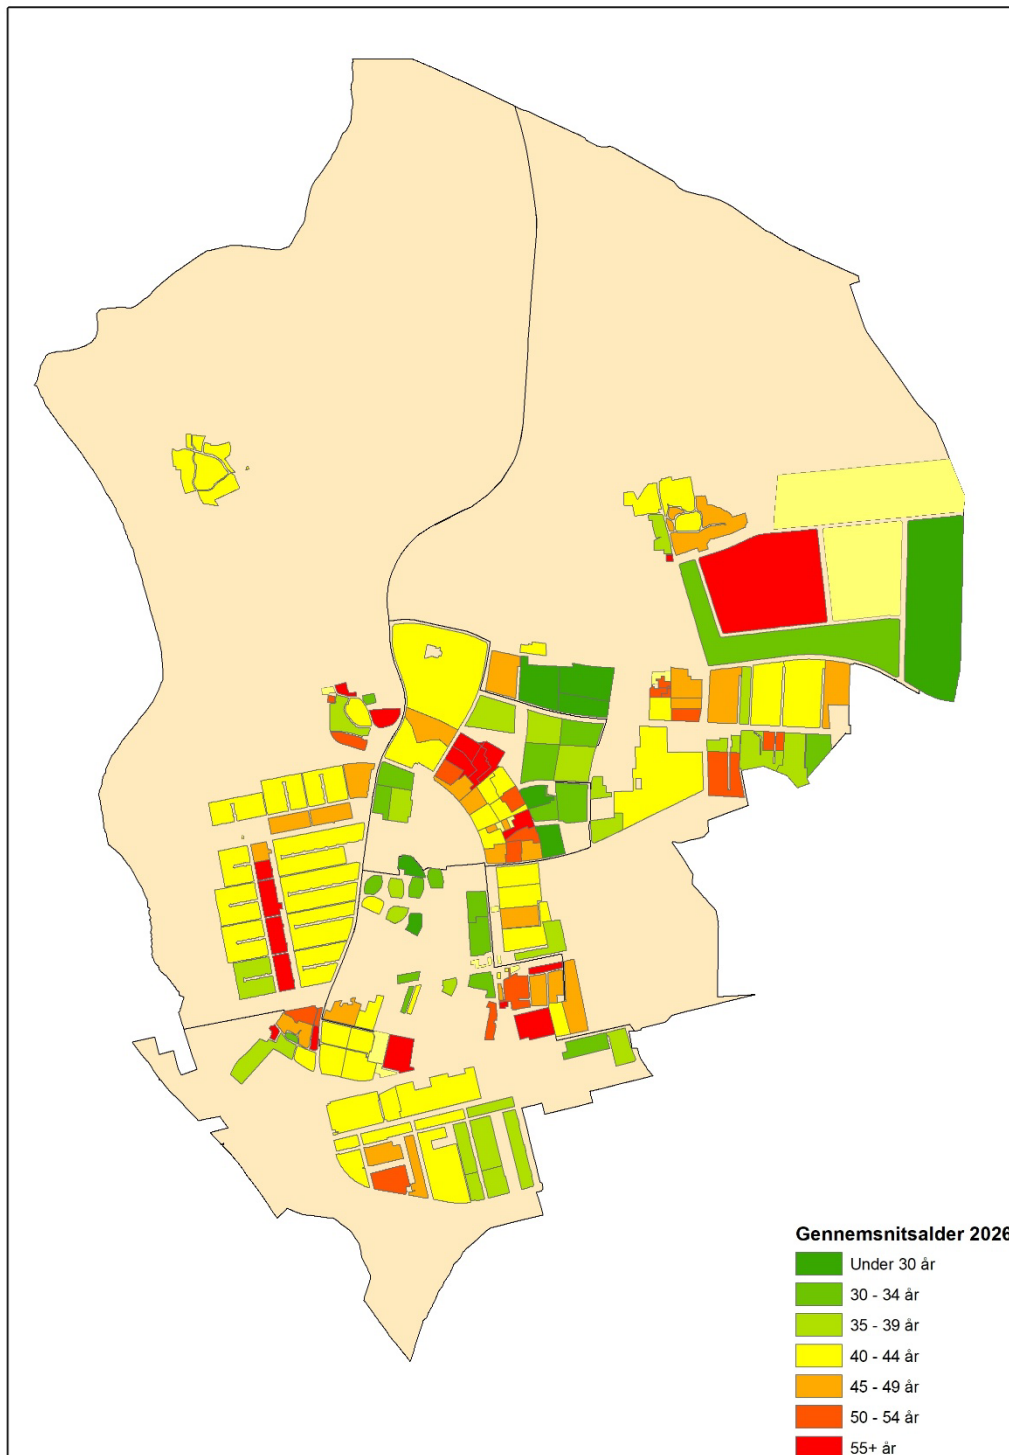 Gennemsnitsalder 2026
Under 30 år
30 - 34 år
35 - 39 år
40 - 44 år
45 - 49 år
50 - 54 år
55+ år